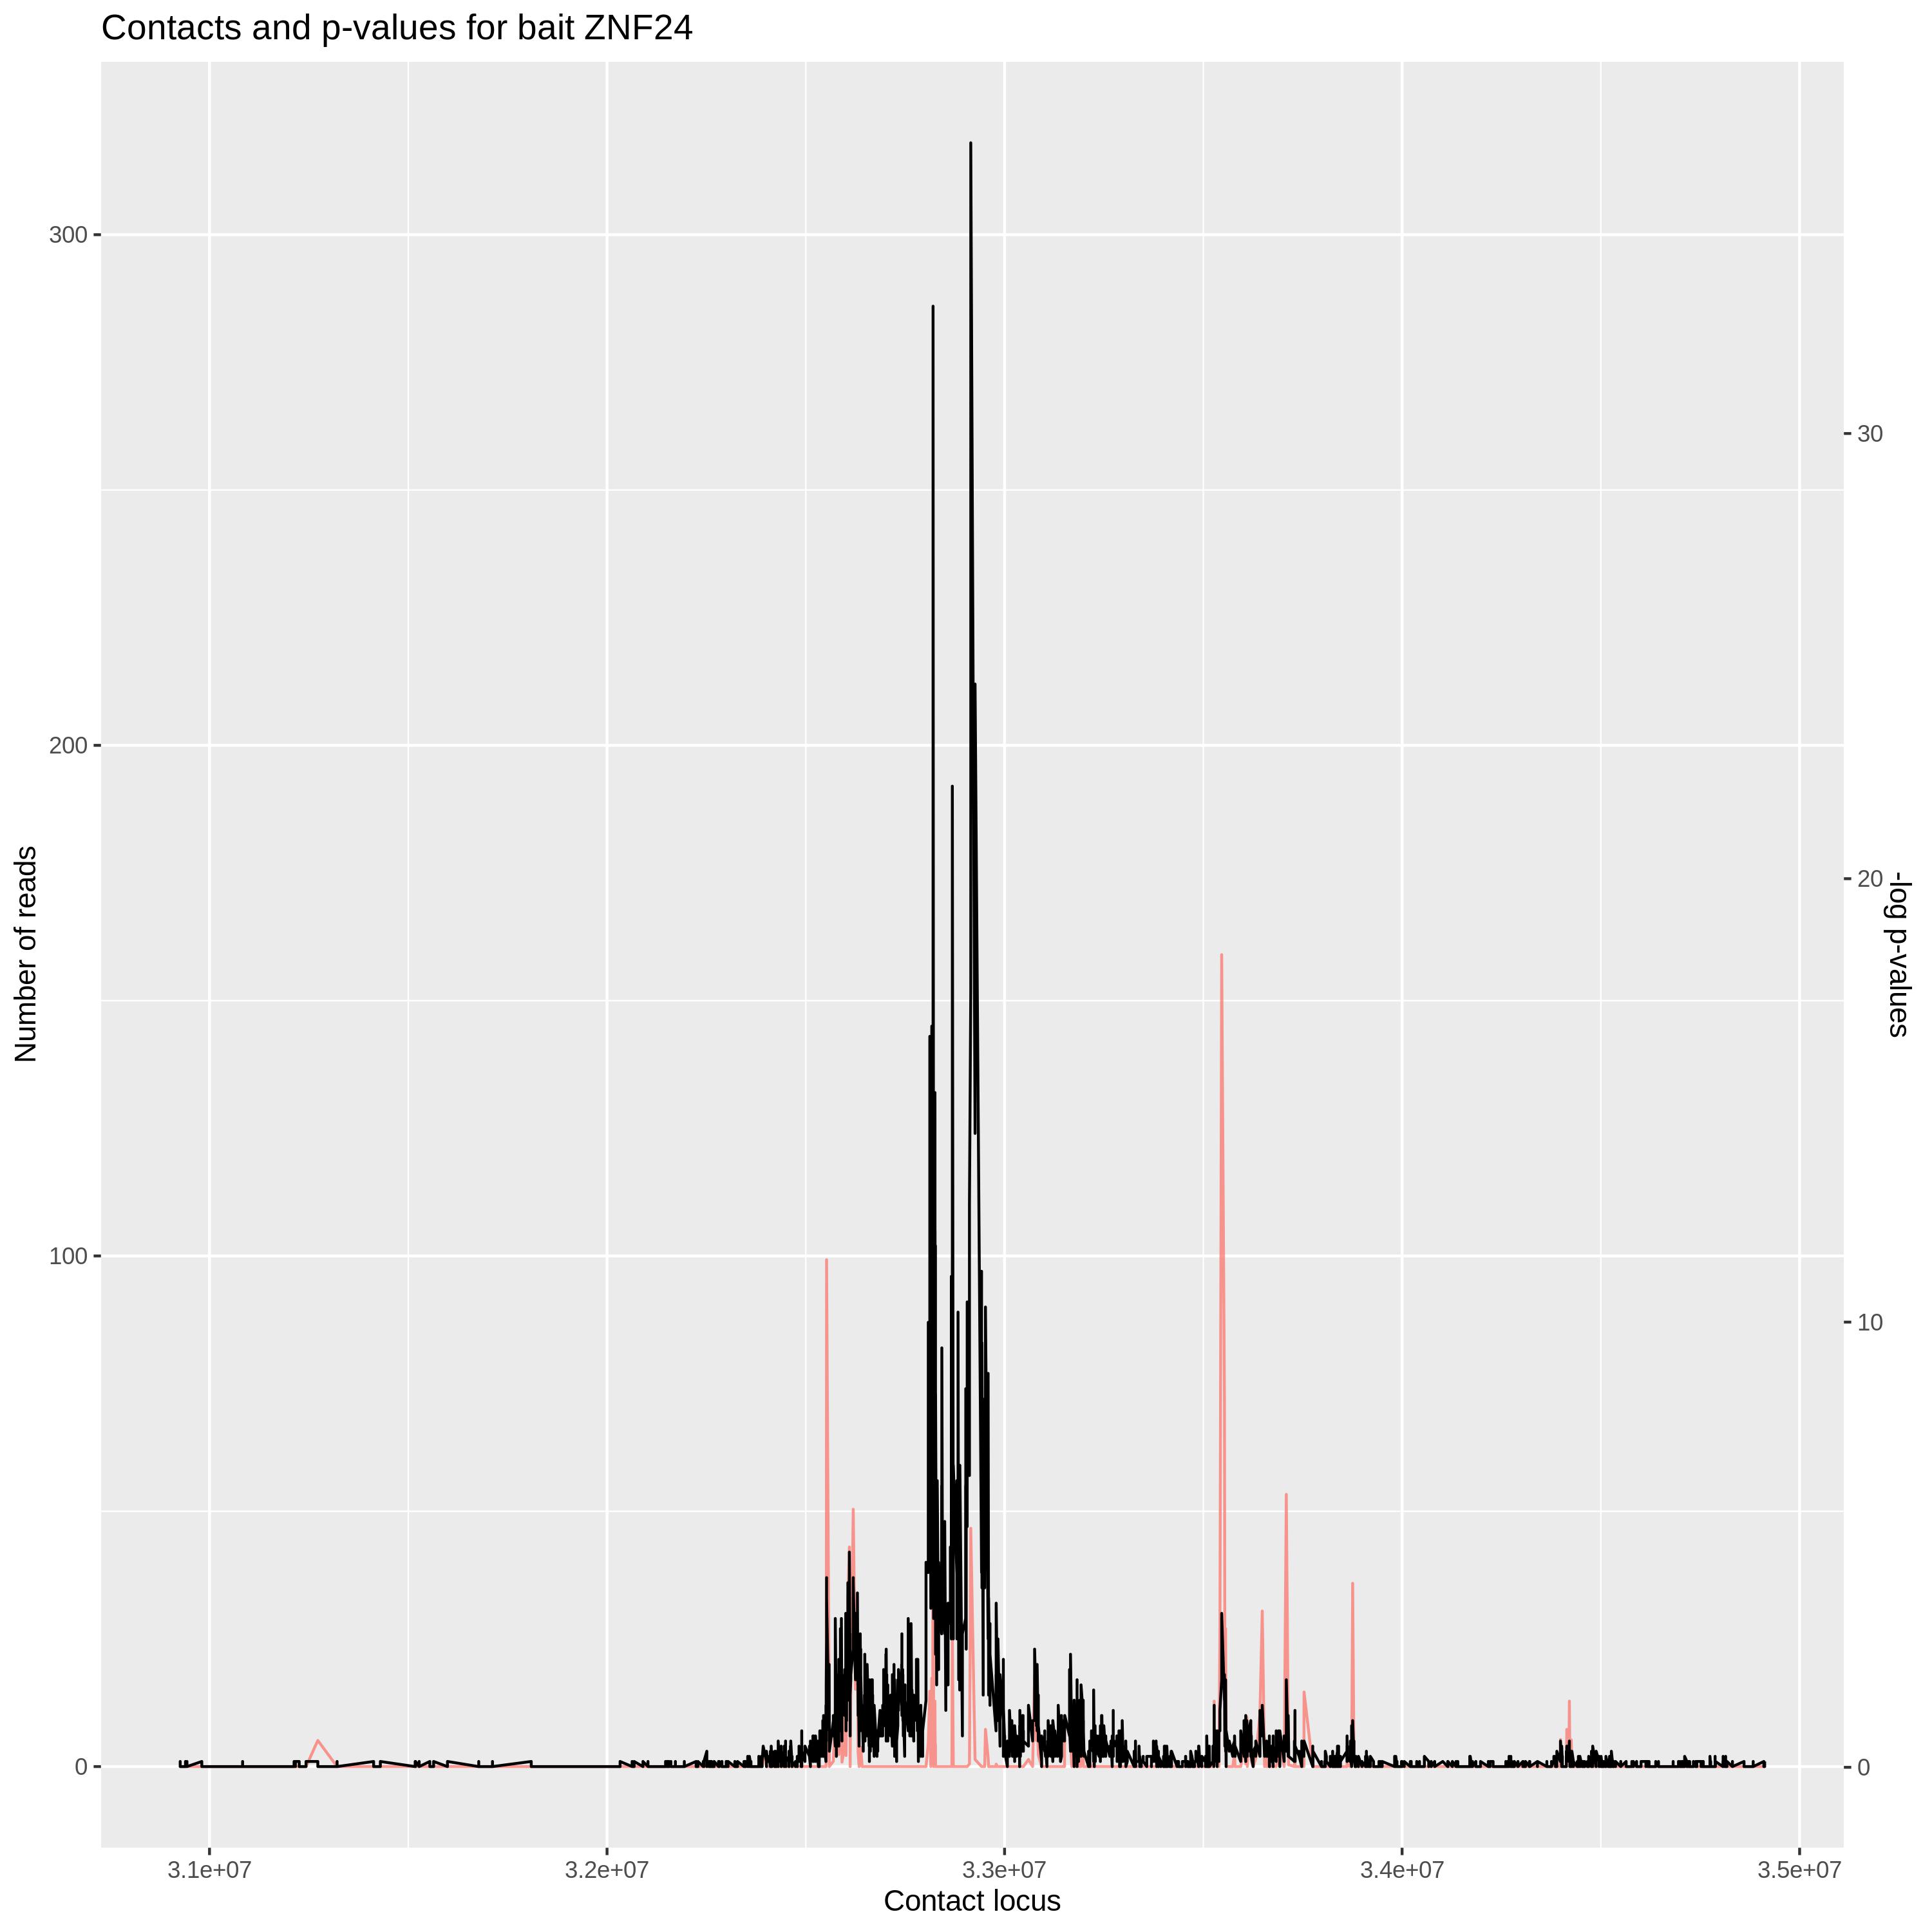 Contacts and p-values for bait ZNF24
300
200
100
0
Number of reads
30
20
10
0
-log p-values
3.1e+07
3.2e+07
3.3e+07
3.4e+07
3.5e+07
Contact locus